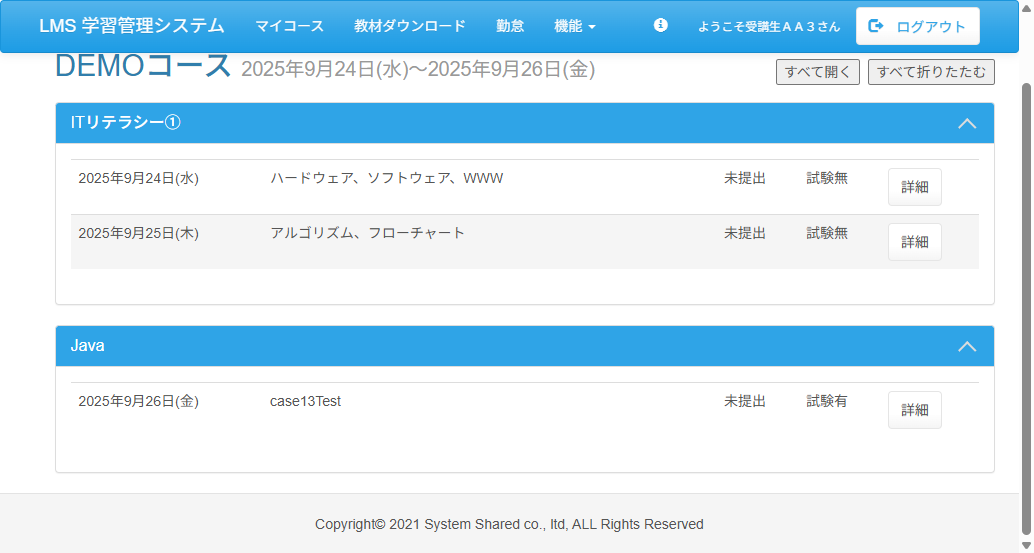 LMS 学習管理システム マイコース 教材ダウンロード 勤怠 機能 ようこそ受講生ＡＡ３さん ログアウト
DEMOコース 2025年9月24日(水)～2025年9月26日(金) すべて開く すべて折りたたむ
ITリテラシー①
2025年9月24日(水) ハードウェア、ソフトウェア、WWW 未提出 試験無 詳細
2025年9月25日(木) アルゴリズム、フローチャート 未提出 試験無 詳細
Java
2025年9月26日(金) case13Test 未提出 試験有 詳細
Copyright© 2021 System Shared co., ltd, ALL Rights Reserved